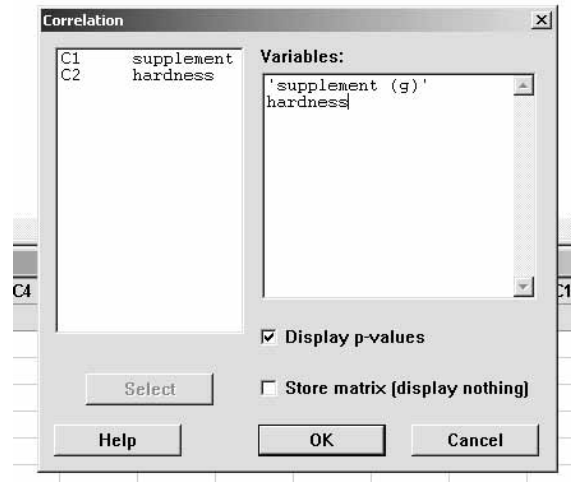 Correlation
C1 supplement
C2 hardness
Variables:
'supplement (g)'
hardness
C4
Display p-values
Select
Store matrix (display nothing)
Help
OK
Cancel